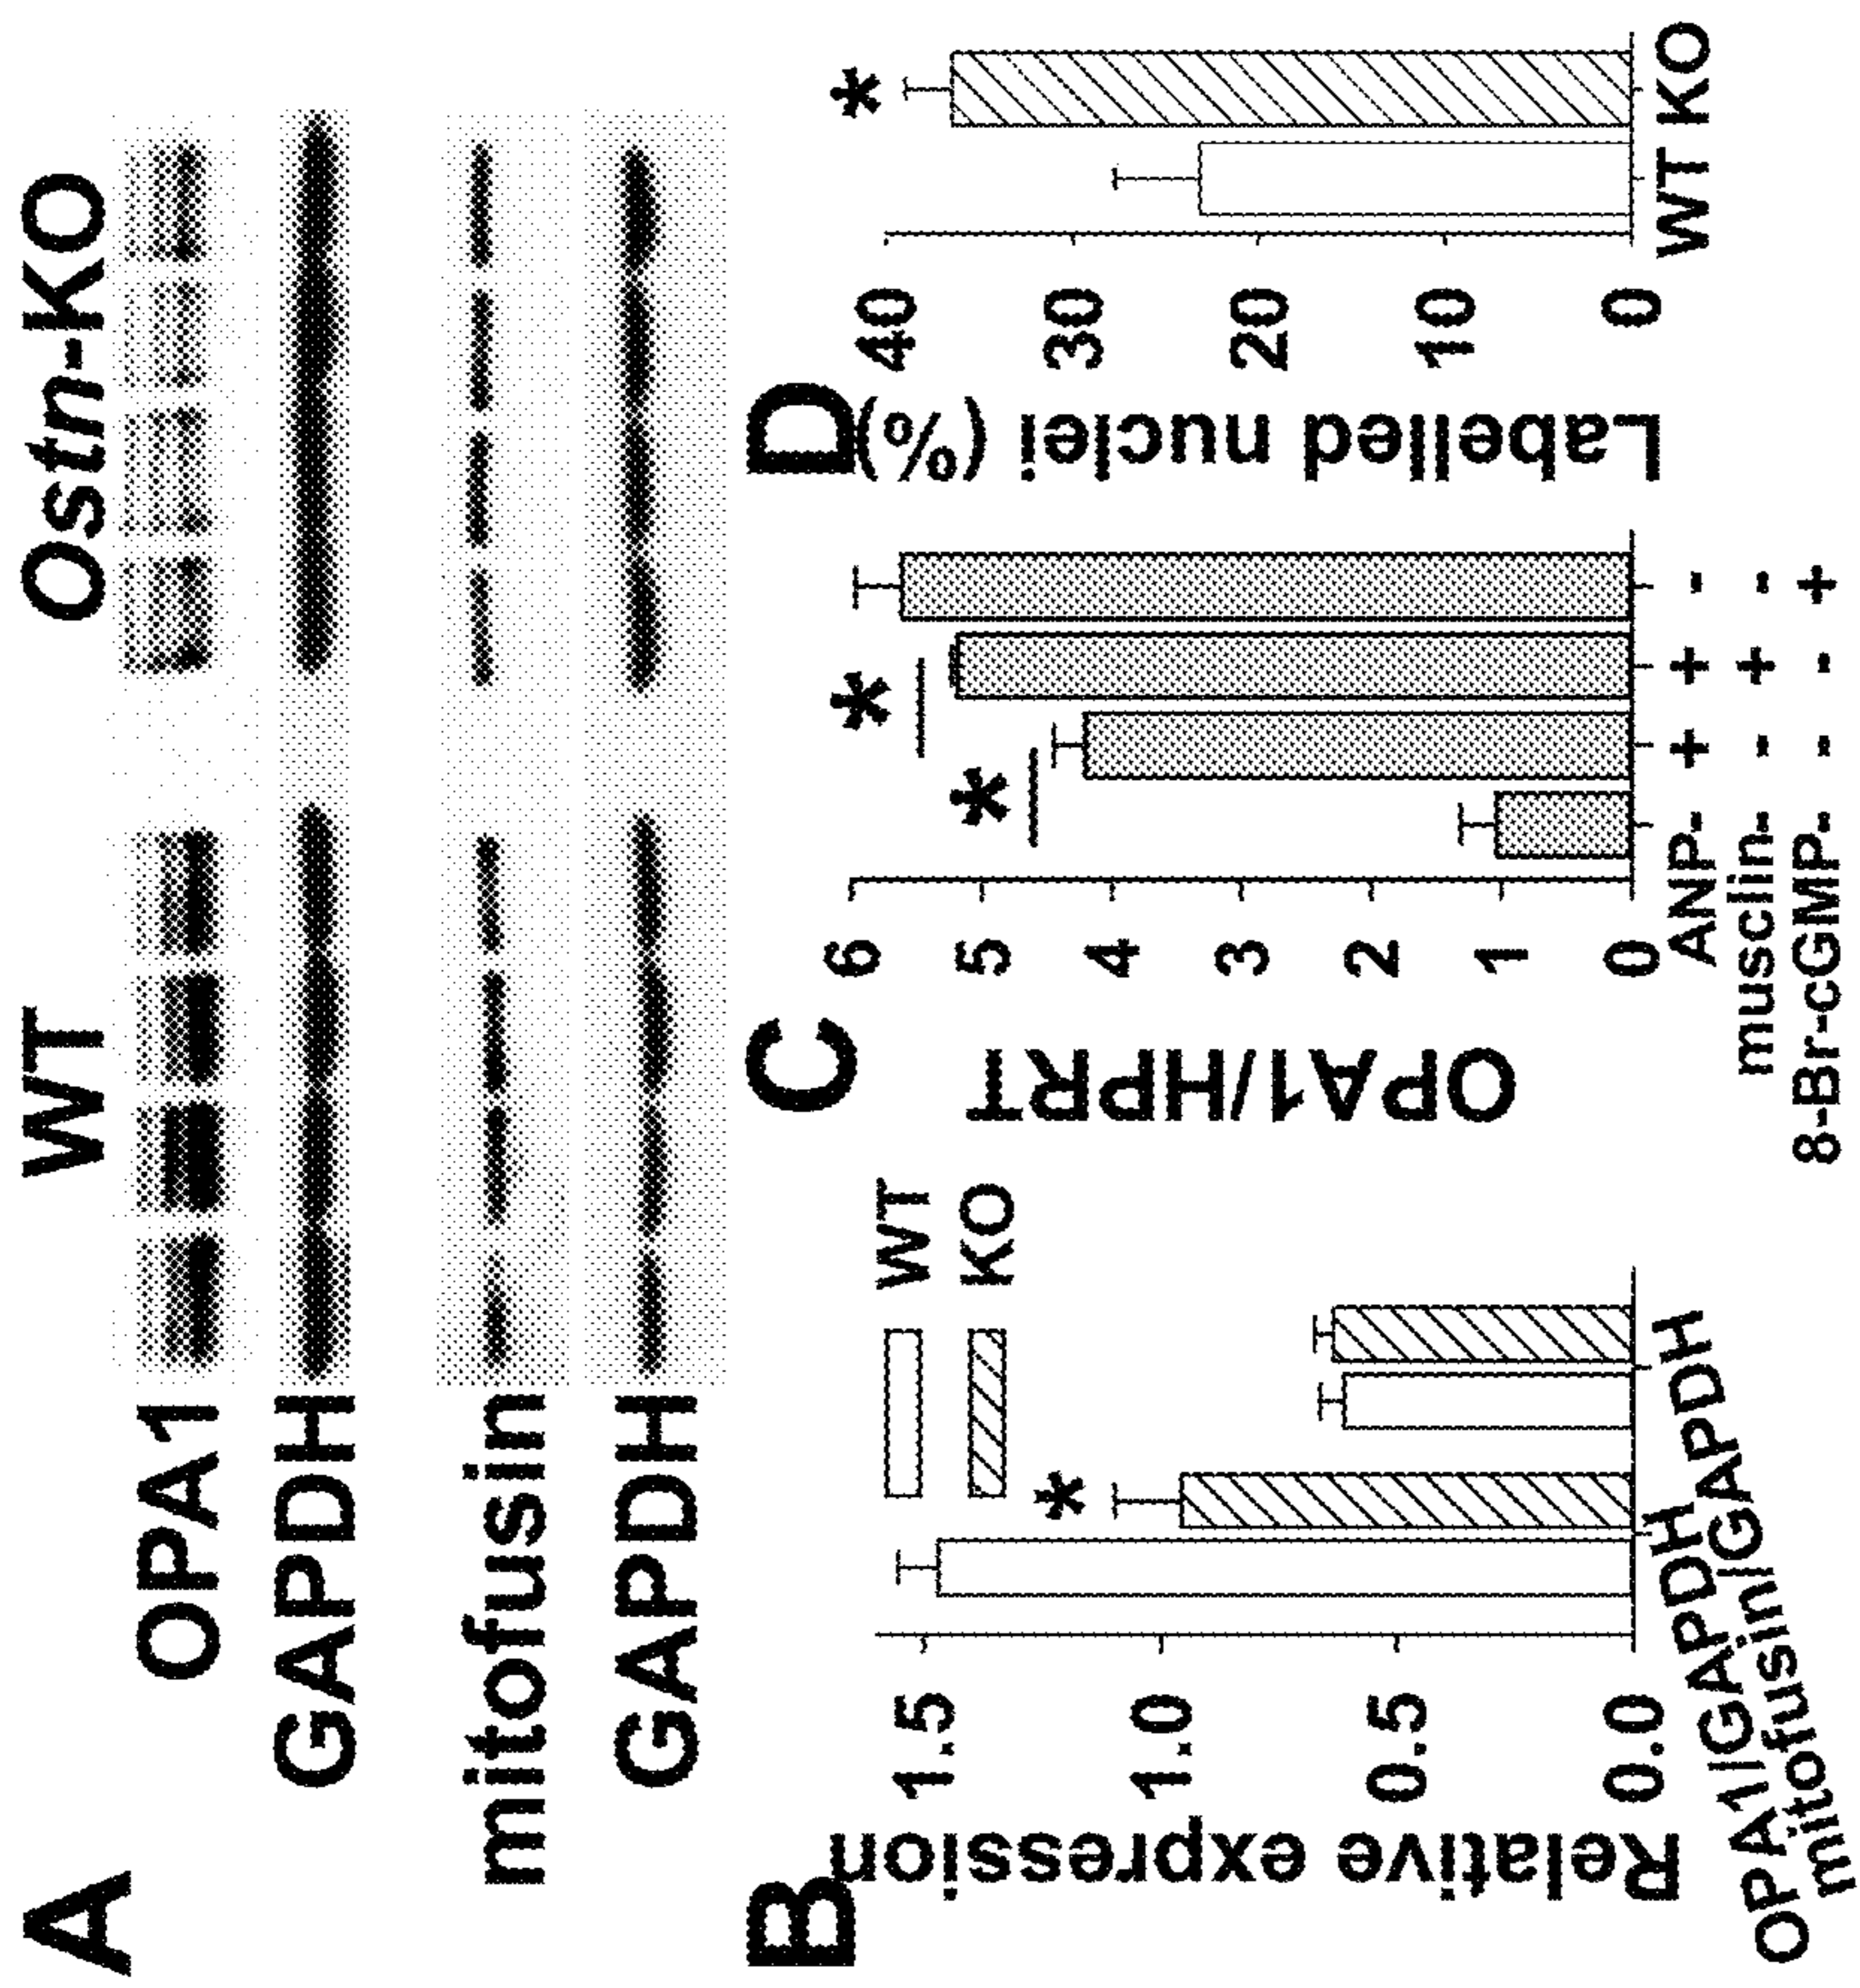 A
WT
Ostn-KO
OPA1
GAPDH
mitofusin
GAPDH
B
Relative expression
1.5
1.0
0.5
0.0
WT
KO
*
OPA1/GAPDH
mitofusin/GAPDH
C
OPA1/HPRT
6
5
4
3
2
1
0
*
*
ANP - + + -
musclin - - + -
8-Br-cGMP - - - +
D
Labelled nuclei (%)
40
30
20
10
0
*
WT KO